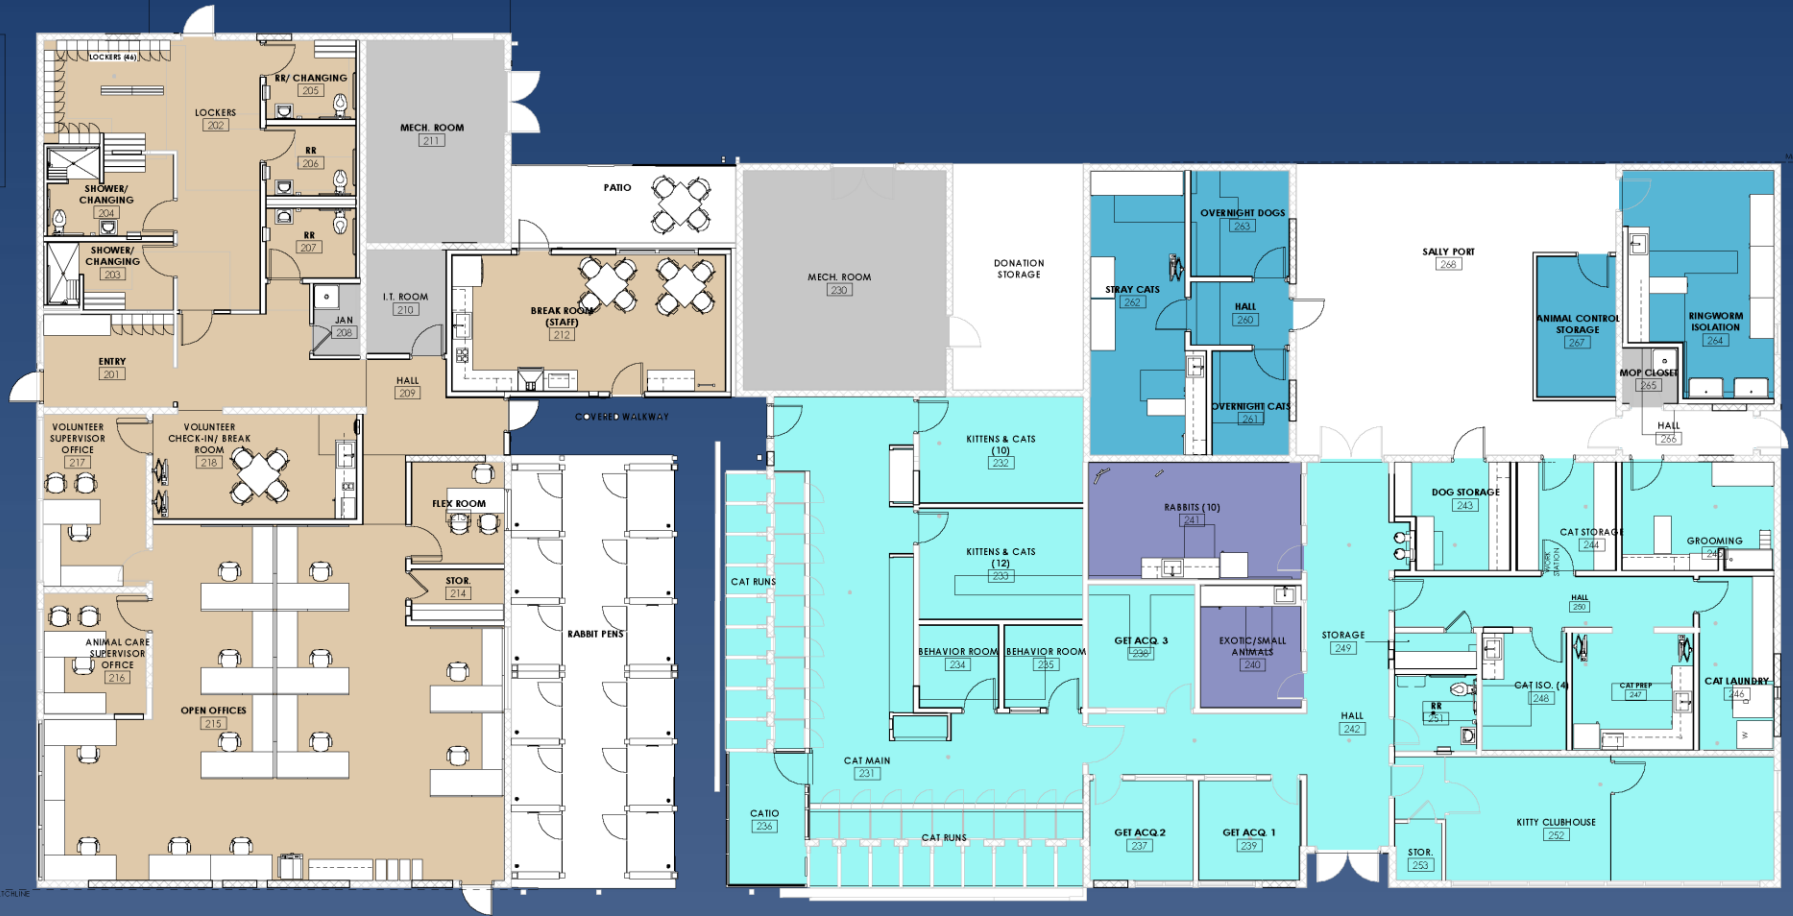 LOCKERS (46)
LOCKERS
202
RR/ CHANGING
205
RR
206
RR
207
SHOWER/
CHANGING
204
SHOWER/
CHANGING
203
JAN
208
ENTRY
201
MECH. ROOM
211
I.T. ROOM
210
HALL
209
PATIO
BREAK ROOM
(STAFF)
212
COVERED WALKWAY
VOLUNTEER
SUPERVISOR
OFFICE
217
VOLUNTEER
CHECK-IN/ BREAK
ROOM
218
FLEX ROOM
STOR.
214
ANIMAL CARE
SUPERVISOR
OFFICE
216
OPEN OFFICES
215
RABBIT PENS
MECH. ROOM
230
DONATION
STORAGE
STRAY CATS
262
OVERNIGHT DOGS
263
HALL
260
OVERNIGHT CATS
261
SALLY PORT
268
ANIMAL CONTROL
STORAGE
267
RINGWORM
ISOLATION
264
MOP CLOSET
265
HALL
266
KITTENS & CATS
(10)
232
KITTENS & CATS
(12)
233
CAT RUNS
BEHAVIOR ROOM
234
BEHAVIOR ROOM
235
CAT MAIN
231
CATIO
236
CAT RUNS
RABBITS (10)
241
GET ACQ. 3
238
EXOTIC/SMALL
ANIMALS
240
GET ACQ.2
237
GET ACQ. 1
239
HALL
242
DOG STORAGE
243
CAT STORAGE
244
WORK
STATION
GROOMING
HALL
250
STORAGE
249
RR
251
CAT ISO. (4)
248
CAT PREP
247
CAT LAUNDRY
246
W
KITTY CLUBHOUSE
252
STOR.
253